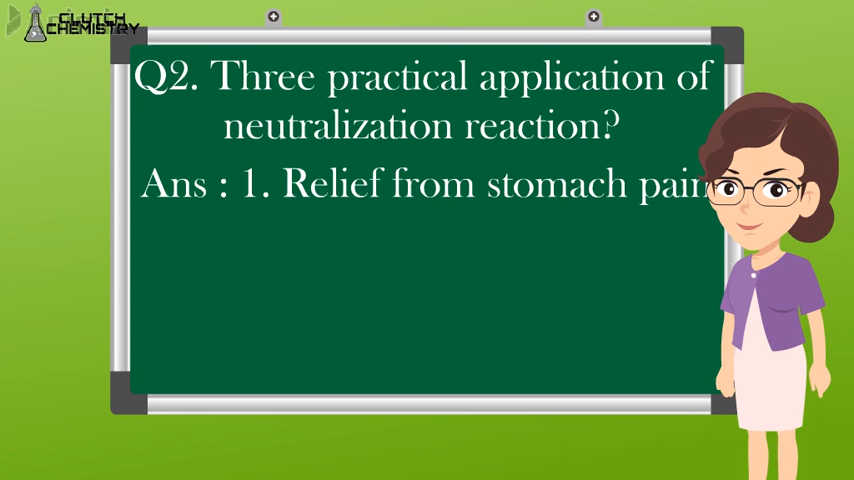 CLUTCH
CHEMISTRY
Q2. Three practical application of
neutralization reaction?
Ans : 1. Relief from stomach pain